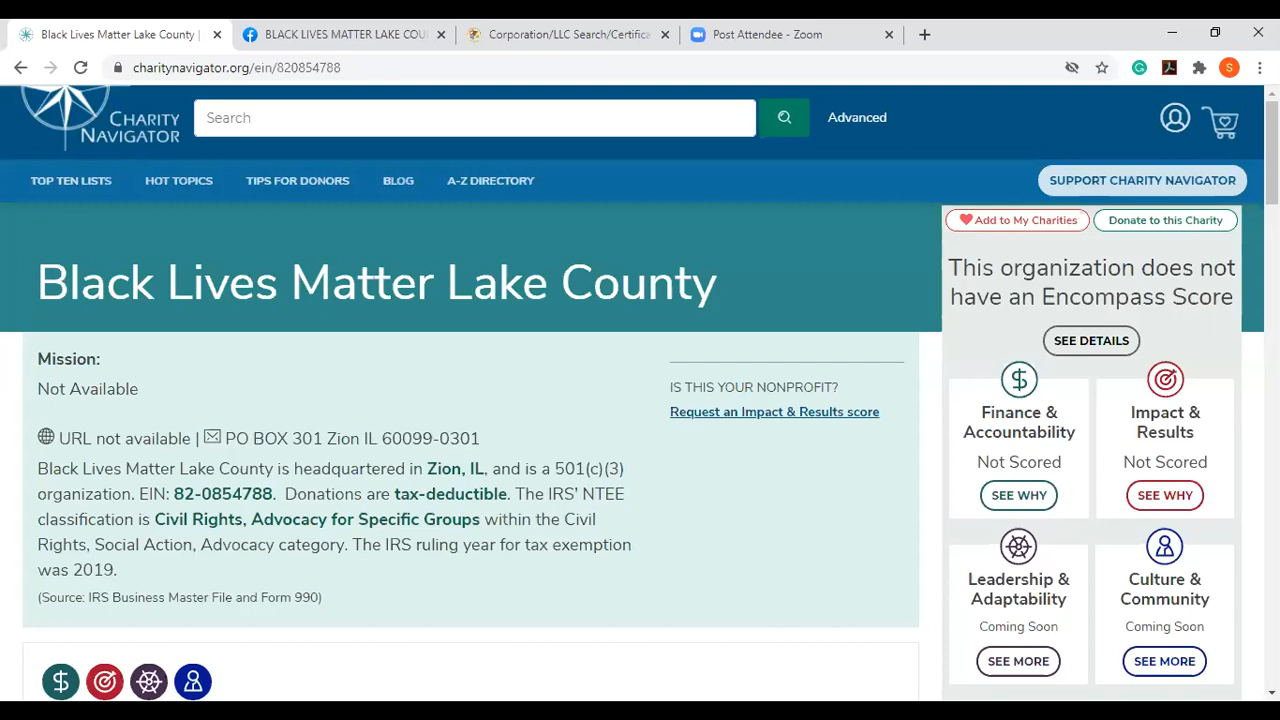 Black Lives Matter Lake County |
BLACK LIVES MATTER LAKE COU
Corporation/LLC Search/Certifica
Post Attendee - Zoom
charitynavigator.org/ein/820854788
S
CHARITY
NAVIGATOR
Search
Advanced
TOP TEN LISTS
HOT TOPICS
TIPS FOR DONORS
BLOG
A-Z DIRECTORY
SUPPORT CHARITY NAVIGATOR
Black Lives Matter Lake County
Mission:
Not Available
URL not available | PO BOX 301 Zion IL 60099-0301
Black Lives Matter Lake County is headquartered in Zion, IL, and is a 501(c)(3)
organization. EIN: 82-0854788. Donations are tax-deductible. The IRS' NTEE
classification is Civil Rights, Advocacy for Specific Groups within the Civil
Rights, Social Action, Advocacy category. The IRS ruling year for tax exemption
was 2019.
(Source: IRS Business Master File and Form 990)
IS THIS YOUR NONPROFIT?
Request an Impact & Results score
Add to My Charities
Donate to this Charity
This organization does not
have an Encompass Score
SEE DETAILS
Finance &
Accountability
Not Scored
SEE WHY
Impact &
Results
Not Scored
SEE WHY
Leadership &
Adaptability
Coming Soon
SEE MORE
Culture &
Community
Coming Soon
SEE MORE